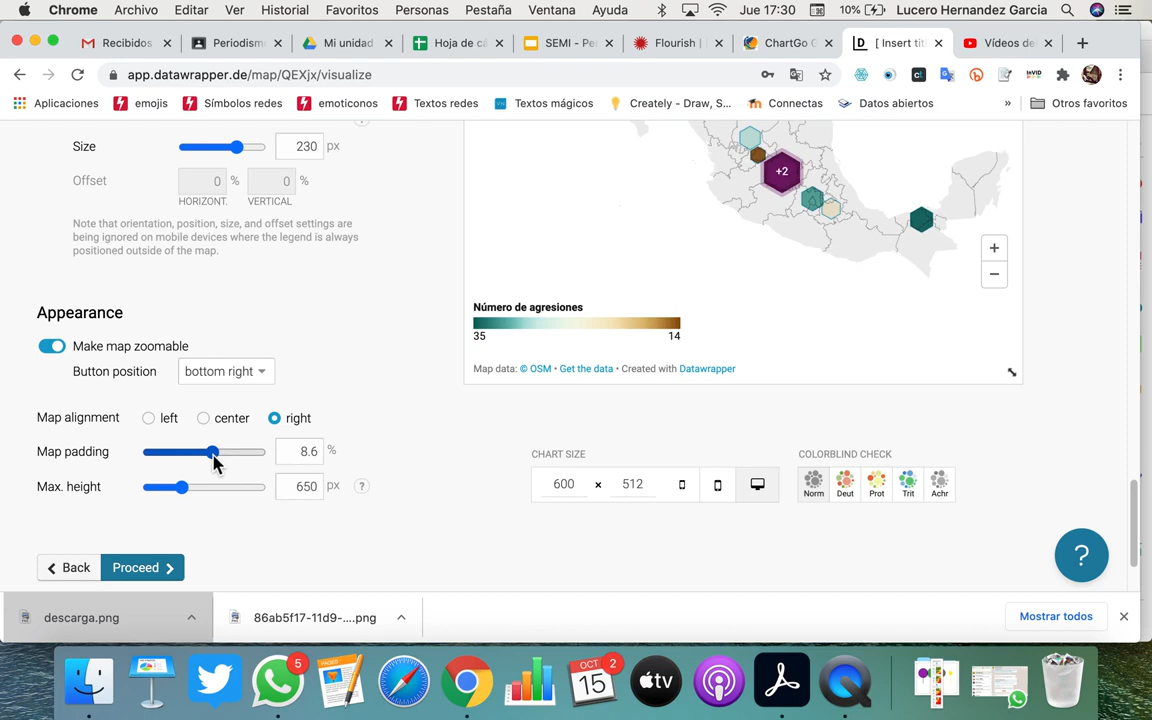 Chrome Archivo Editar Ver Historial Favoritos Personas Pestaña Ventana Ayuda Jue 17:30 10% Lucero Hernandez Garcia
Recibidos Periodism Mi unidad Hoja de cá SEMI - Pe Flourish | ChartGo G [ Insert tit Vídeos de
app.datawrapper.de/map/QEXjx/visualize
Aplicaciones emojis Símbolos redes emoticonos Textos redes Textos mágicos Creately - Draw, S... Connectas Datos abiertos » Otros favoritos
Size 230 px
Offset 0 % 0 %
HORIZONT. VERTICAL
Note that orientation, position, size, and offset settings are
being ignored on mobile devices where the legend is always
positioned outside of the map.
+2
+
−
Número de agresiones
35 14
Map data: © OSM • Get the data • Created with Datawrapper
Appearance
Make map zoomable
Button position bottom right
Map alignment left center right
Map padding 8.6 %
Max. height 650 px ?
CHART SIZE COLORBLIND CHECK
600 × 512 Norm Deut Prot Trit Achr
Back Proceed
?
descarga.png 86ab5f17-11d9-....png Mostrar todos
5
PAGES
OCT 2
15
tv